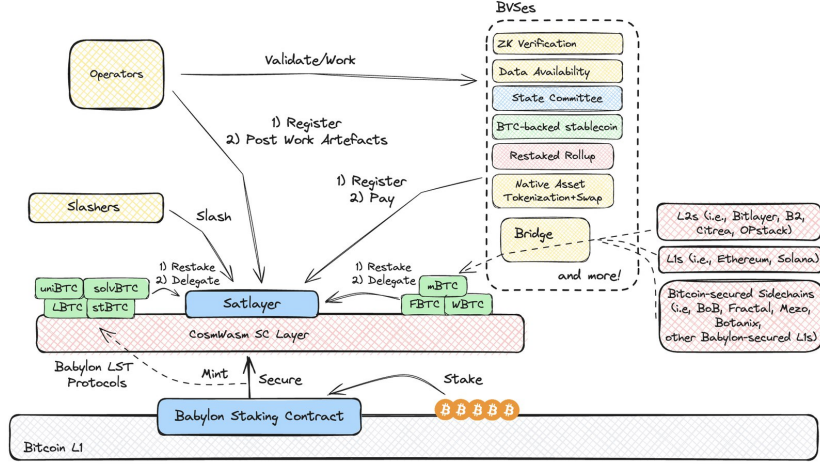 BVSes
ZK Verification
Data Availability
State Committee
BTC-backed stablecoin
Restaked Rollup
Native Asset
Tokenization+Swap
Bridge
and more!
Operators
Validate/Work
1) Register
2) Post Work Artefacts
1) Register
2) Pay
Slashers
Slash
L2s (i.e., Bitlayer, B2,
Citrea, OPstack)
L1s (i.e., Ethereum, Solana)
Bitcoin-secured Sidechains
(i.e, BoB, Fractal, Mezo,
Botanix,
other Babylon-secured L1s)
uniBTC
solvBTC
LBTC
stBTC
1) Restake
2) Delegate
Satlayer
1) Restake
2) Delegate
mBTC
FBTC
WBTC
CosmWasm SC Layer
Babylon LST
Protocols
Mint
Secure
Stake
Babylon Staking Contract
Bitcoin L1